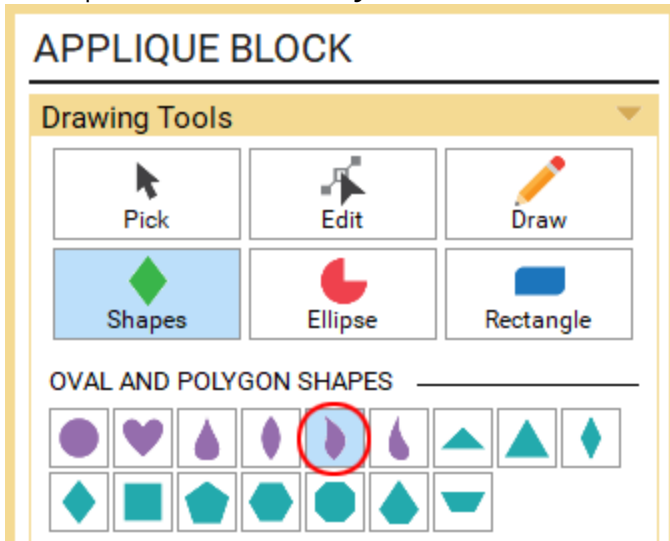 APPLIQUE BLOCK
Drawing Tools
Pick Edit Draw
Shapes Ellipse Rectangle
OVAL AND POLYGON SHAPES